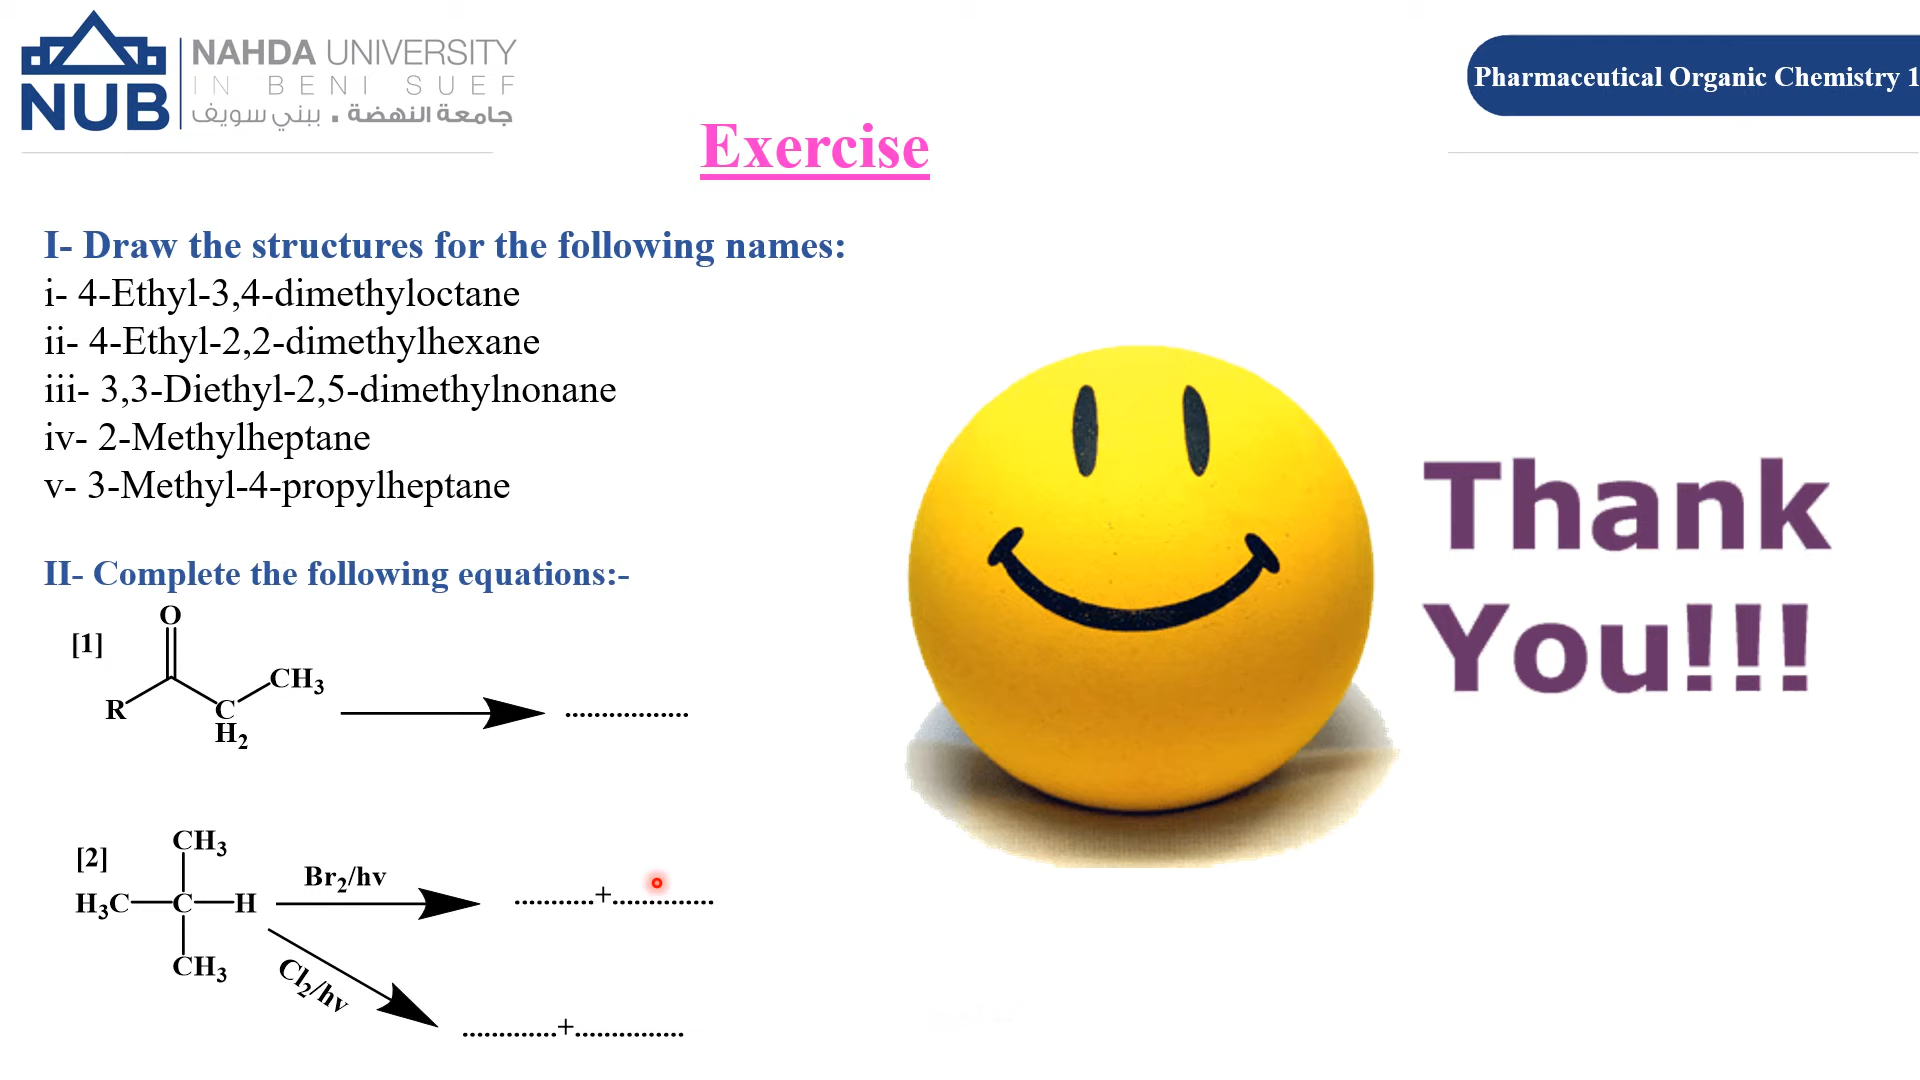 NUB
NAHDA UNIVERSITY
IN BENI SUEF
جامعة النهضة . ببني سويف
Pharmaceutical Organic Chemistry 1
Exercise
I- Draw the structures for the following names:
i- 4-Ethyl-3,4-dimethyloctane
ii- 4-Ethyl-2,2-dimethylhexane
iii- 3,3-Diethyl-2,5-dimethylnonane
iv- 2-Methylheptane
v- 3-Methyl-4-propylheptane
Thank
You!!!
II- Complete the following equations:-
[1]
O
R
C
H₂
CH₃
.................
[2]
CH₃
H₃C
C
H
CH₃
Br₂/hv
...........+..............
Cl₂/hv
.............+...............